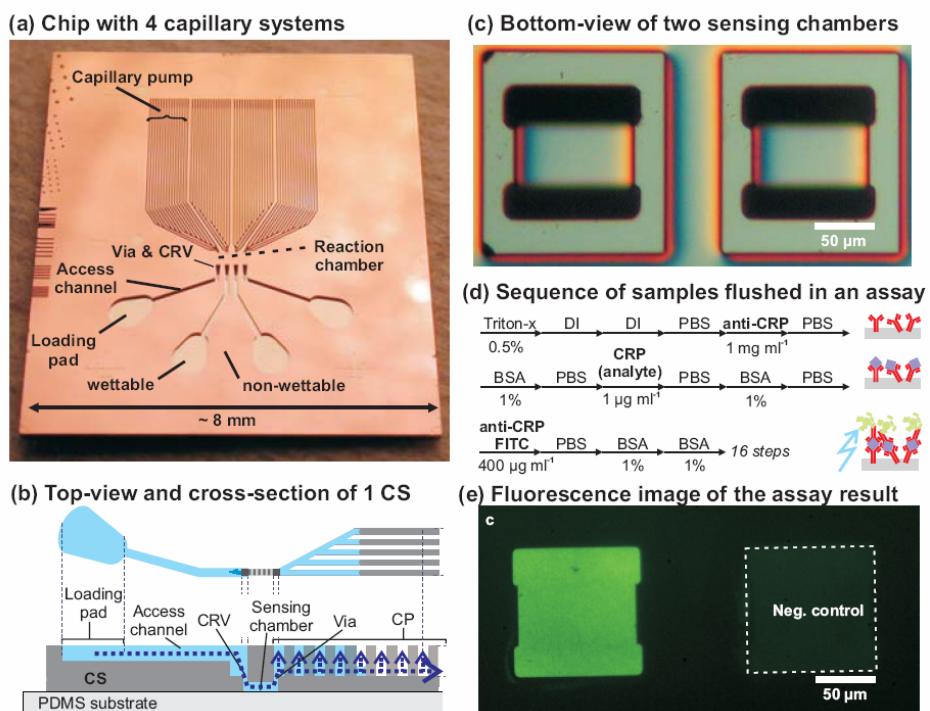 (a) Chip with 4 capillary systems
Capillary pump
Via & CRV
Reaction
chamber
Access
channel
Loading
pad
wettable
non-wettable
~ 8 mm
(b) Top-view and cross-section of 1 CS
Loading
pad
Access
channel
CRV
Sensing
chamber
Via
CP
CS
PDMS substrate
(c) Bottom-view of two sensing chambers
50 µm
(d) Sequence of samples flushed in an assay
Triton-x DI DI PBS anti-CRP PBS
0.5% 1 mg ml⁻¹
CRP
BSA PBS (analyte) PBS BSA PBS
1% 1 µg ml⁻¹ 1%
anti-CRP
FITC PBS BSA BSA 16 steps
400 µg ml⁻¹ 1% 1%
(e) Fluorescence image of the assay result
c
Neg. control
50 µm